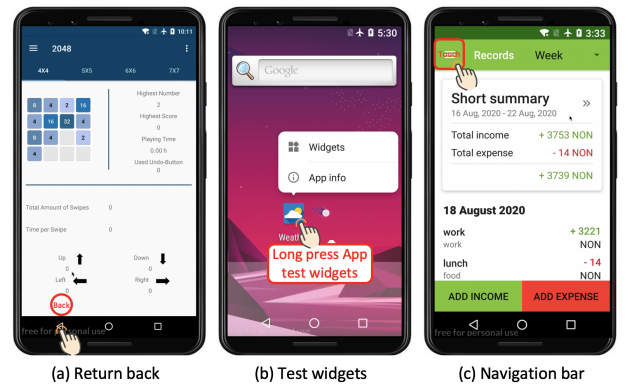 10:11
2048
4X4
5X5
6X6
7X7
8 4 2 16
4 16 32 4
8 4 2
4
Highest Number
2
Highest Score
0
Playing Time
0.00 h
Used Undo-Button
0
Total Amount of Swipes 0
Time per Swipe 0
Up
0
Down
0
Left
0
Right
0
Back
free for personal use
(a) Return back
5:30
Google
Widgets
App info
Weath
Long press App
test widgets
(b) Test widgets
3:33
Touch
Records
Week
Short summary
16 Aug, 2020 - 22 Aug, 2020
Total income + 3753 NON
Total expense - 14 NON
+ 3739 NON
18 August 2020
work + 3221
work NON
lunch - 14
food NON
ADD INCOME
ADD EXPENSE
free for personal use
(c) Navigation bar